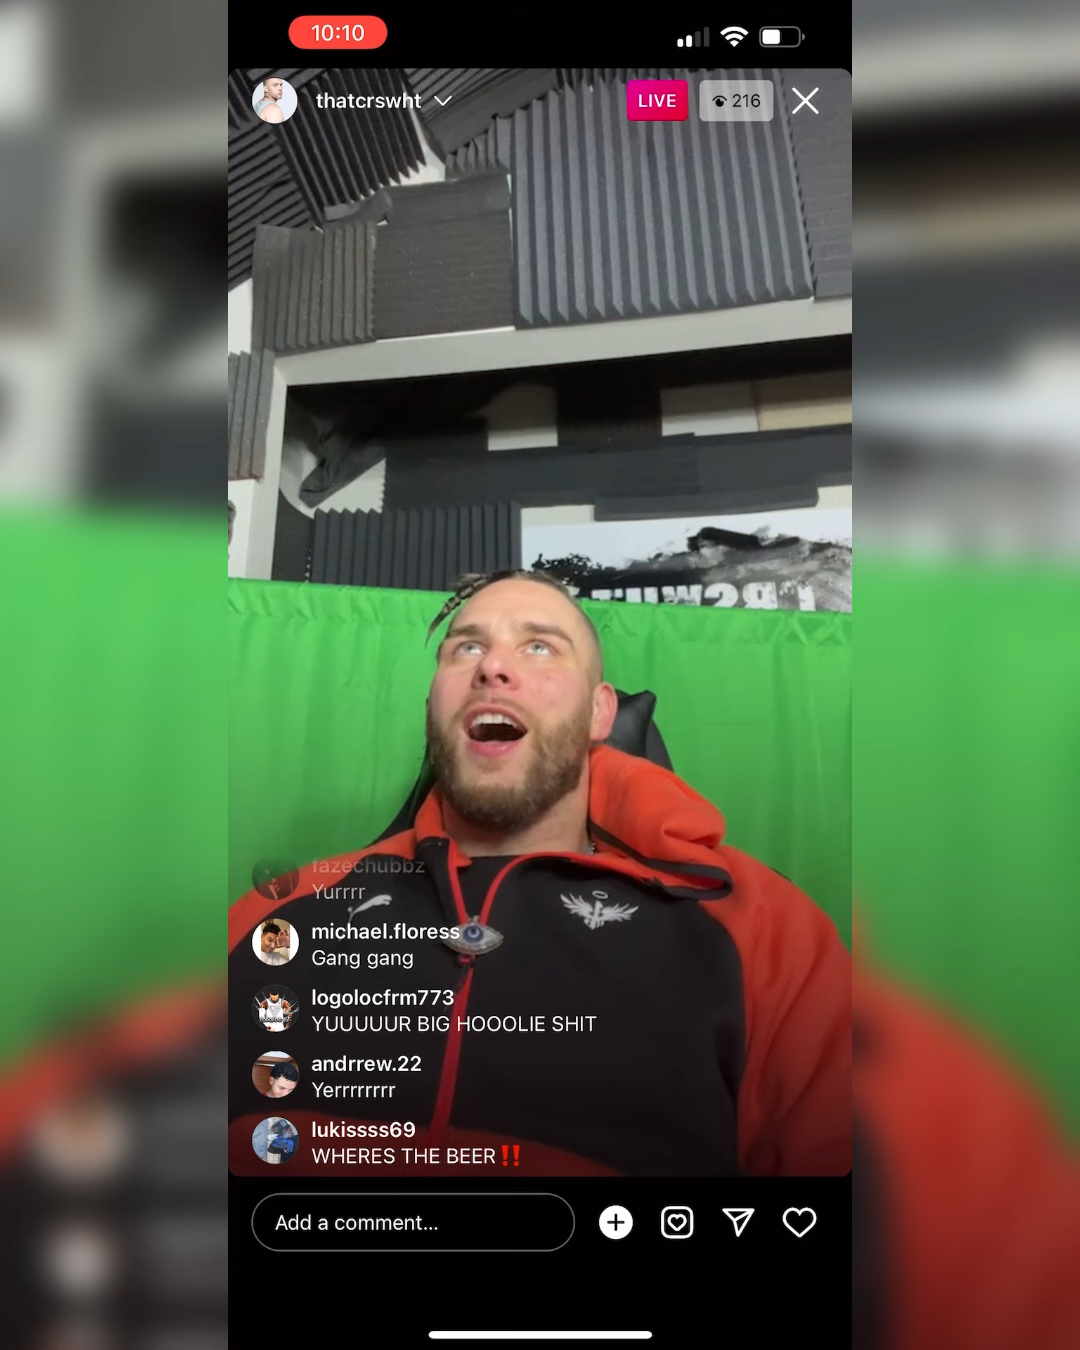 10:10
thatcrswht
LIVE
216
fazechubbz
Yurrrr
michael.floress
Gang gang
logolocfrm773
YUUUUUR BIG HOOOLIE SHIT
andrrew.22
Yerrrrrrrr
lukissss69
WHERES THE BEER‼️
Add a comment...